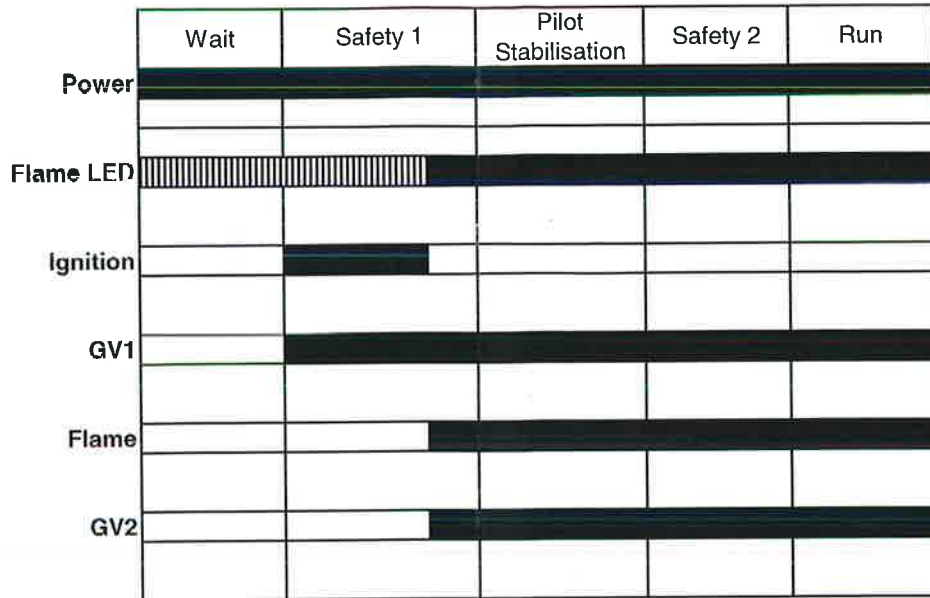 Wait Safety 1 Pilot Stabilisation Safety 2 Run
Power
Flame LED
Ignition
GV1
Flame
GV2